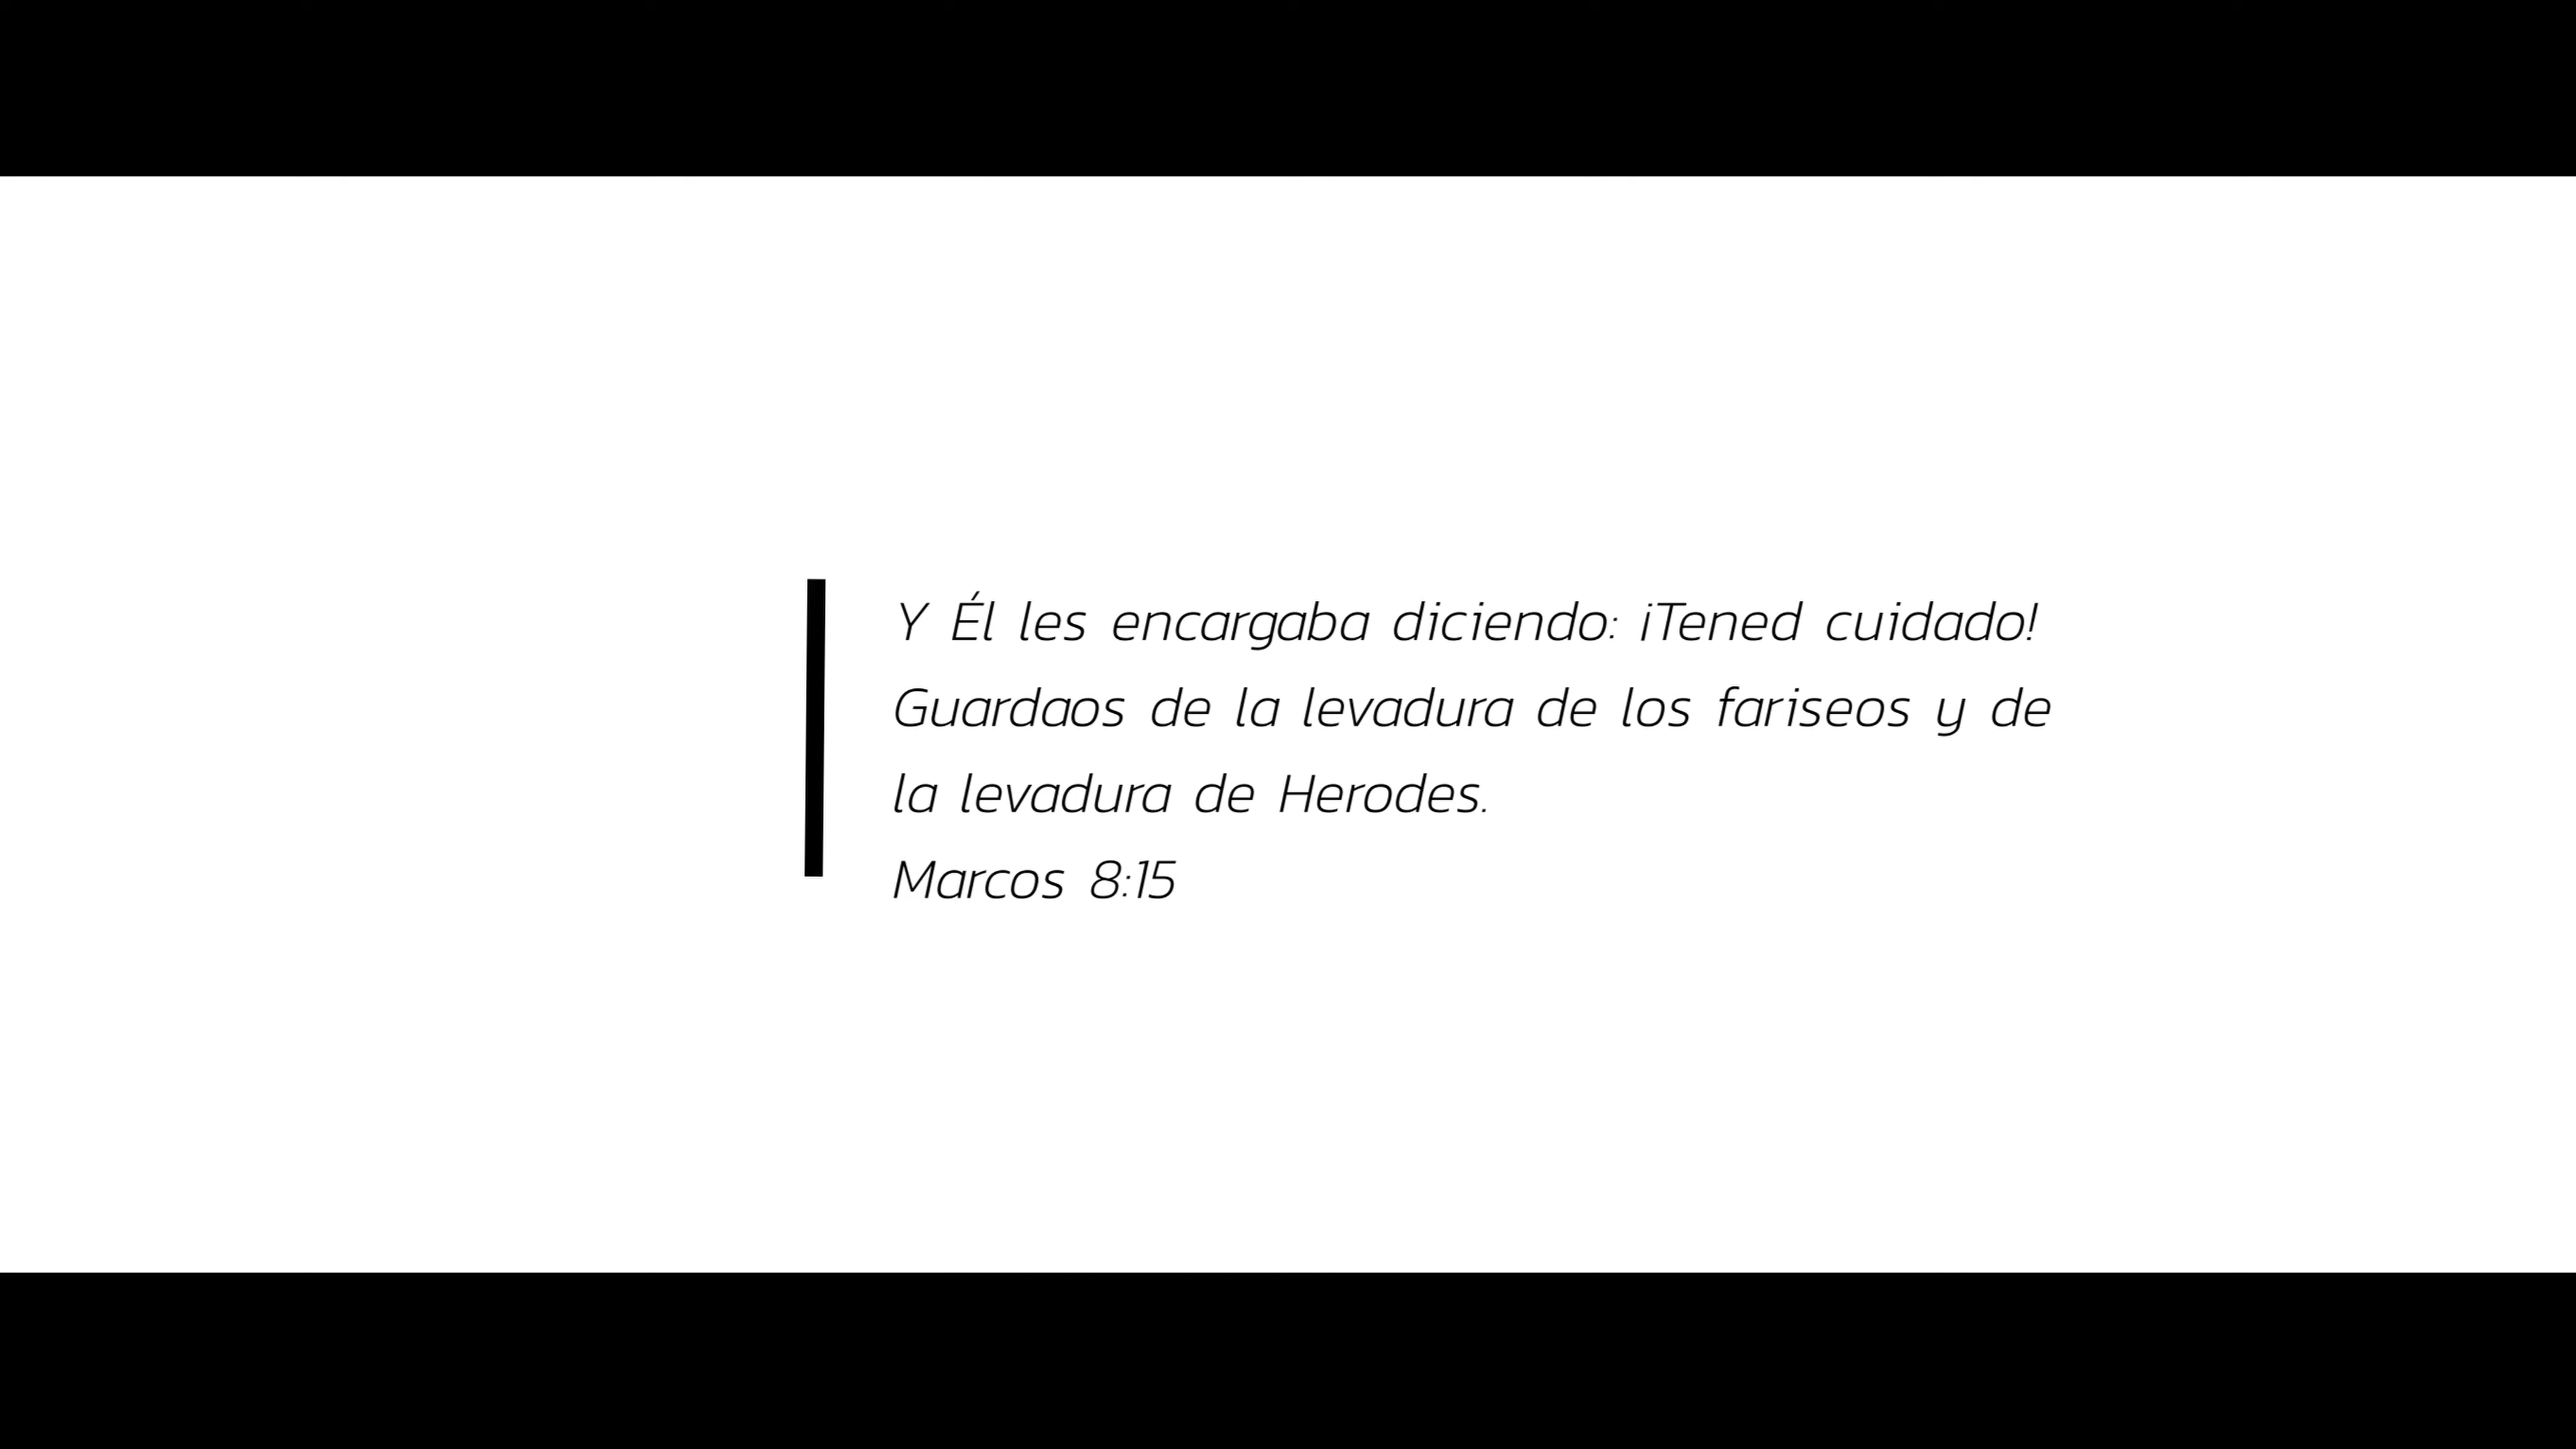 Y Él les encargaba diciendo: ¡Tened cuidado!
Guardaos de la levadura de los fariseos y de
la levadura de Herodes.
Marcos 8:15